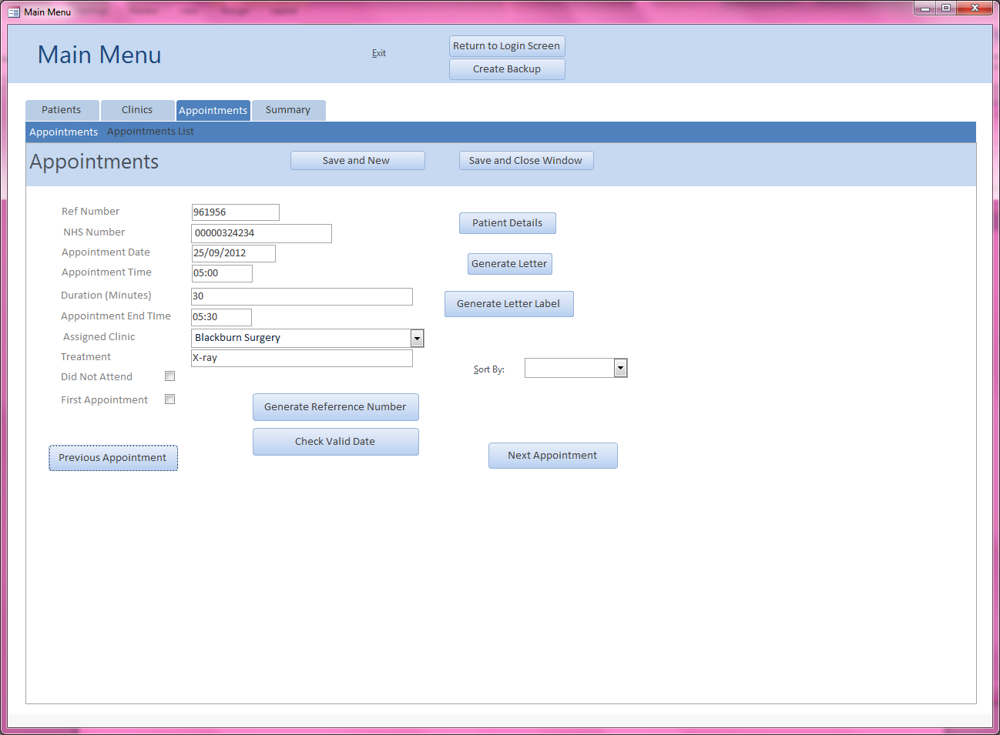 Main Menu
Main Menu
Exit
Return to Login Screen
Create Backup
Patients Clinics Appointments Summary
Appointments Appointments List
Appointments
Save and New
Save and Close Window
Ref Number 961956
NHS Number 00000324234
Appointment Date 25/09/2012
Appointment Time 05:00
Duration (Minutes) 30
Appointment End TIme 05:30
Assigned Clinic Blackburn Surgery
Treatment X-ray
Did Not Attend
First Appointment
Patient Details
Generate Letter
Generate Letter Label
Sort By:
Generate Referrence Number
Check Valid Date
Previous Appointment
Next Appointment